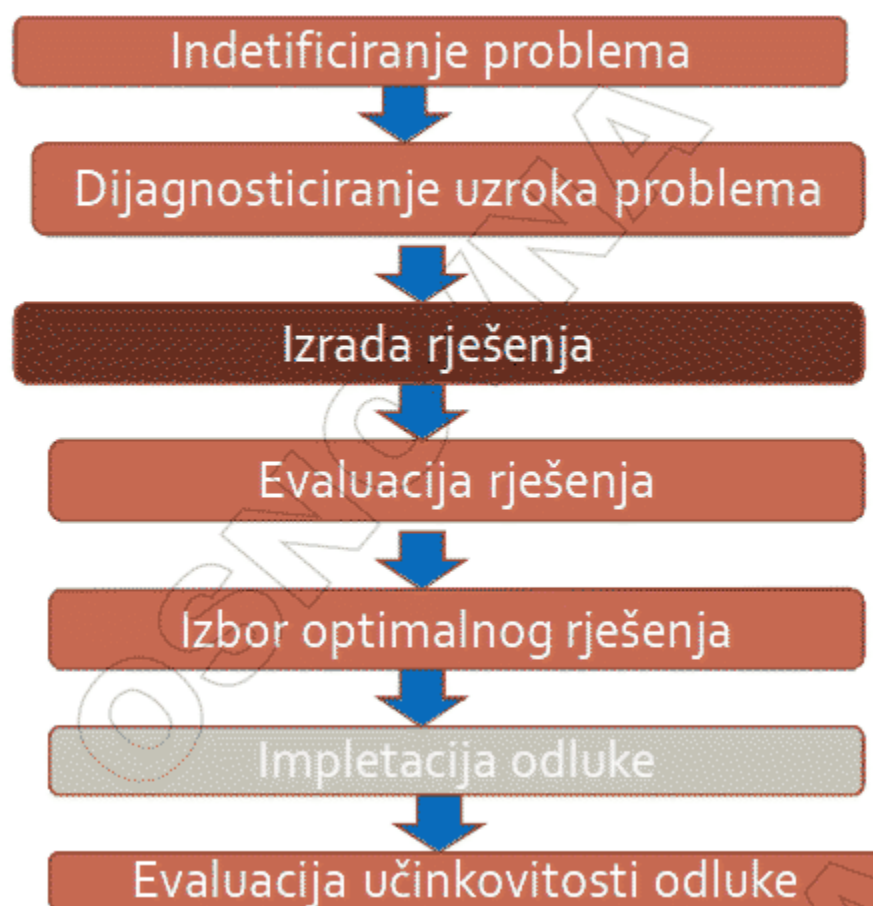 Indetificiranje problema
Dijagnosticiranje uzroka problema
Izrada rješenja
Evaluacija rješenja
Izbor optimalnog rješenja
Impletacija odluke
Evaluacija učinkovitosti odluke